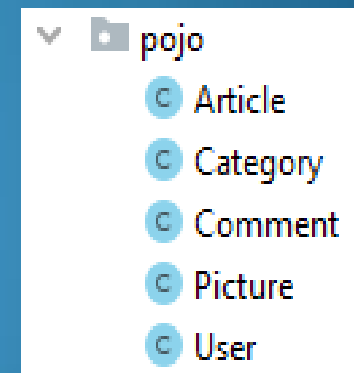 pojo
C Article
C Category
C Comment
C Picture
C User